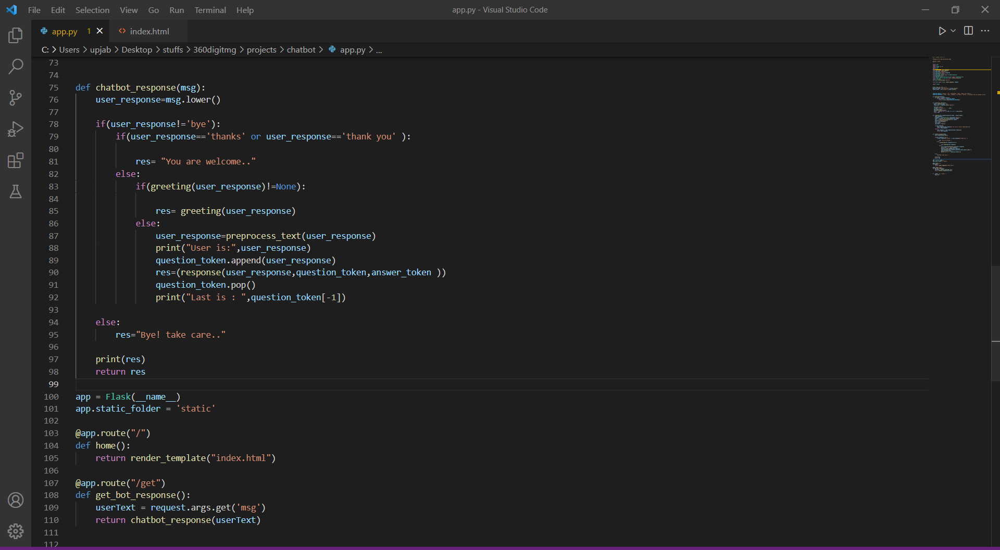 File Edit Selection View Go Run Terminal Help
app.py - Visual Studio Code
app.py 1
index.html
C: > Users > upjab > Desktop > stuffs > 360digitmg > projects > chatbot > app.py > ...
73
74
75 def chatbot_response(msg):
76 user_response=msg.lower()
77
78 if(user_response!='bye'):
79 if(user_response=='thanks' or user_response=='thank you' ):
80
81 res= "You are welcome.."
82 else:
83 if(greeting(user_response)!=None):
84
85 res= greeting(user_response)
86 else:
87 user_response=preprocess_text(user_response)
88 print("User is:",user_response)
89 question_token.append(user_response)
90 res=(response(user_response,question_token,answer_token ))
91 question_token.pop()
92 print("Last is : ",question_token[-1])
93
94 else:
95 res="Bye! take care.."
96
97 print(res)
98 return res
99
100 app = Flask(__name__)
101 app.static_folder = 'static'
102
103 @app.route("/")
104 def home():
105 return render_template("index.html")
106
107 @app.route("/get")
108 def get_bot_response():
109 userText = request.args.get('msg')
110 return chatbot_response(userText)
111
112